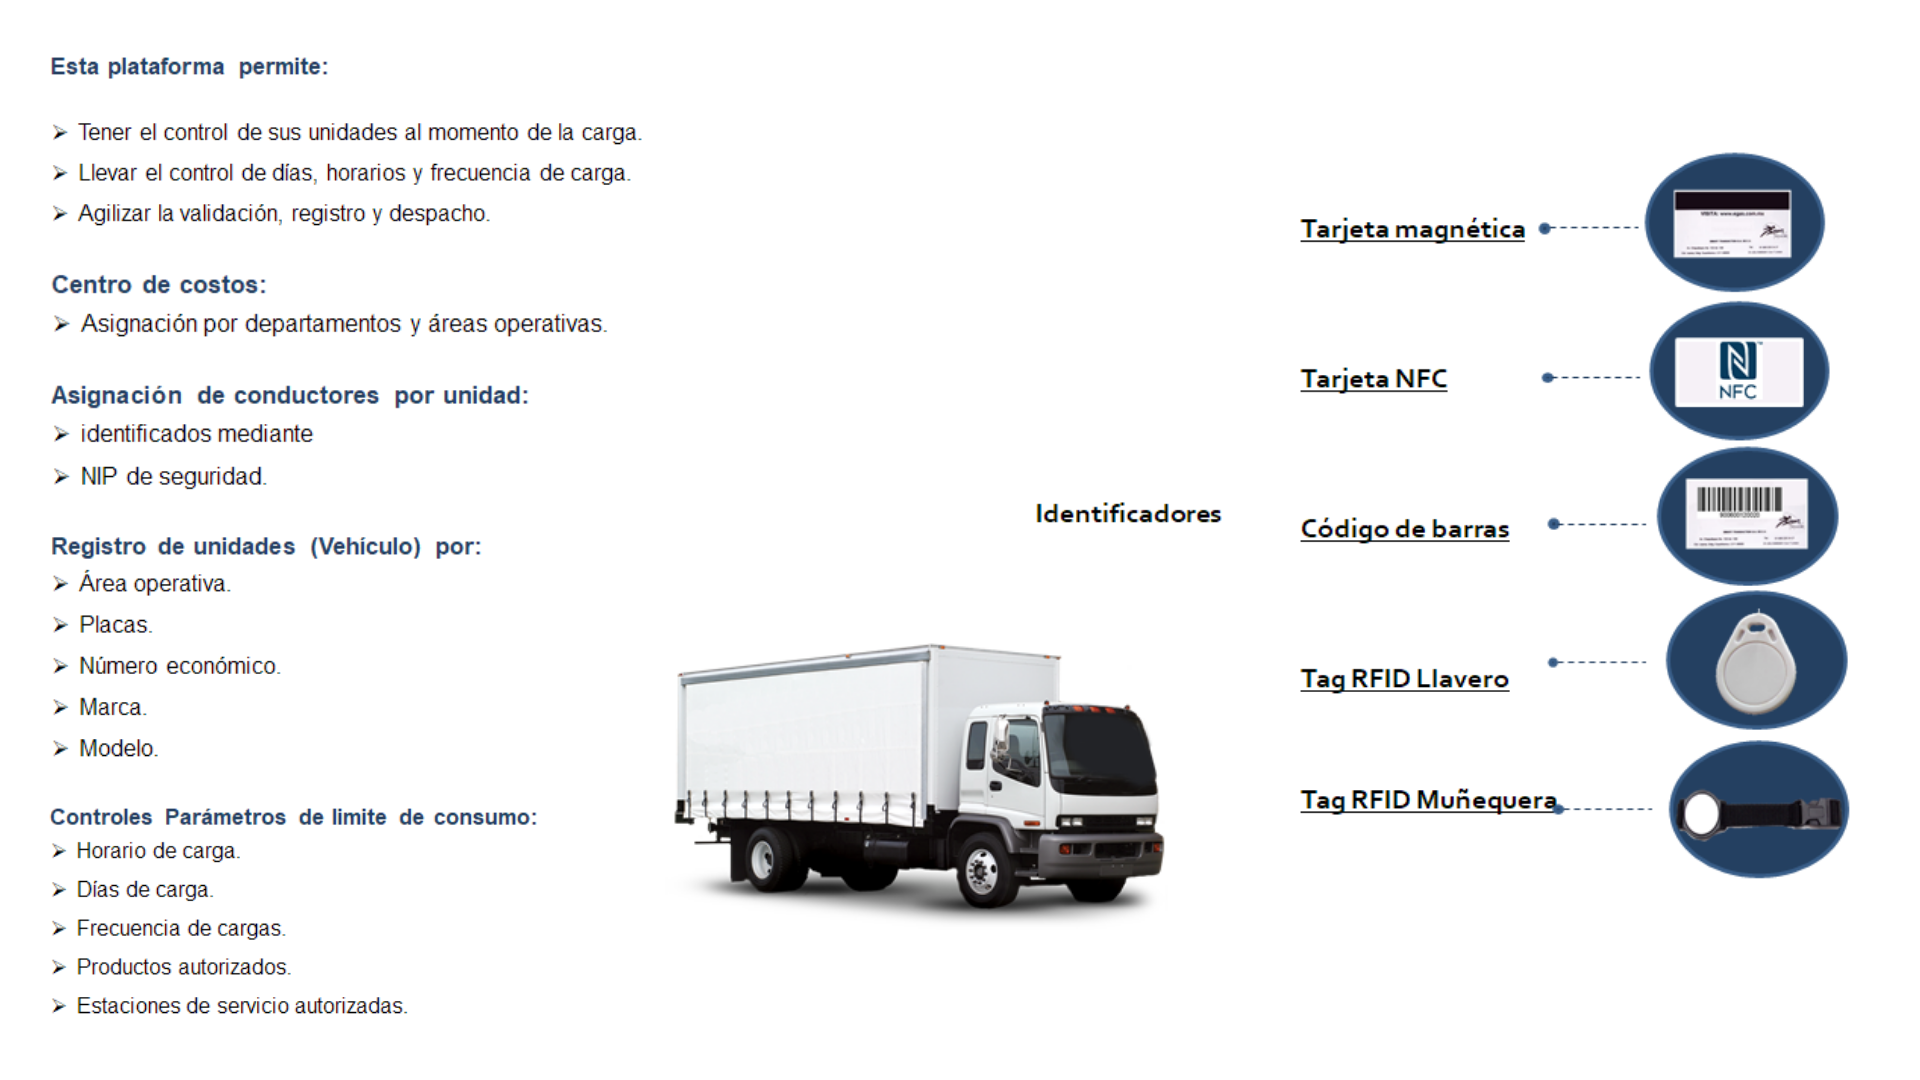 Esta plataforma permite:
Tener el control de sus unidades al momento de la carga.
Llevar el control de días, horarios y frecuencia de carga.
Agilizar la validación, registro y despacho.
Centro de costos:
Asignación por departamentos y áreas operativas.
Asignación de conductores por unidad:
identificados mediante
NIP de seguridad.
Registro de unidades (Vehículo) por:
Área operativa.
Placas.
Número económico.
Marca.
Modelo.
Controles Parámetros de limite de consumo:
Horario de carga.
Días de carga.
Frecuencia de cargas.
Productos autorizados.
Estaciones de servicio autorizadas.
Identificadores
Tarjeta magnética
Tarjeta NFC
NFC
Código de barras
Tag RFID Llavero
Tag RFID Muñequera